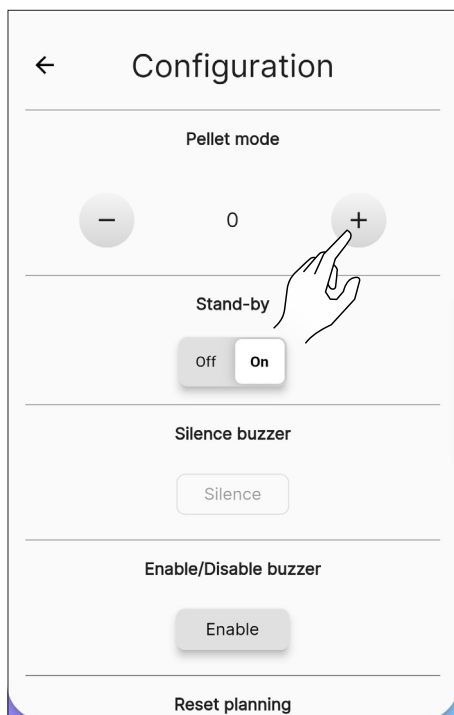 Configuration
Pellet mode
− 0 +
Stand-by
Off On
Silence buzzer
Silence
Enable/Disable buzzer
Enable
Reset planning